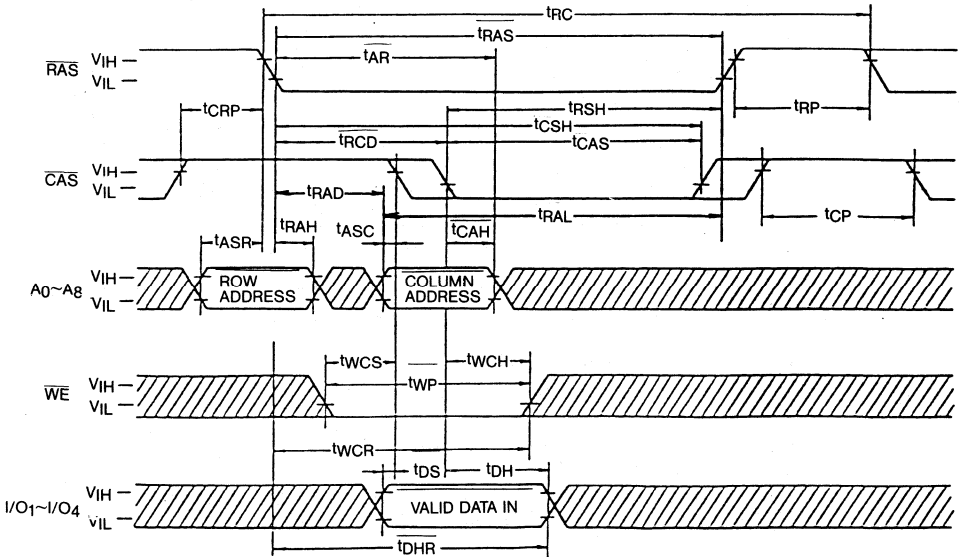 tRC
tRAS
tAR
RAS
VIH
VIL
tCRP
tRSH
tRP
tCSH
tRCD
tCAS
CAS
VIH
VIL
tRAD
tRAL
tCP
tASR
tRAH
tASC
tCAH
A0~A8
VIH
VIL
ROW
ADDRESS
COLUMN
ADDRESS
tWCS
tWCH
tWP
WE
VIH
VIL
tWCR
tDS
tDH
I/O1~I/O4
VIH
VIL
VALID DATA IN
tDHR